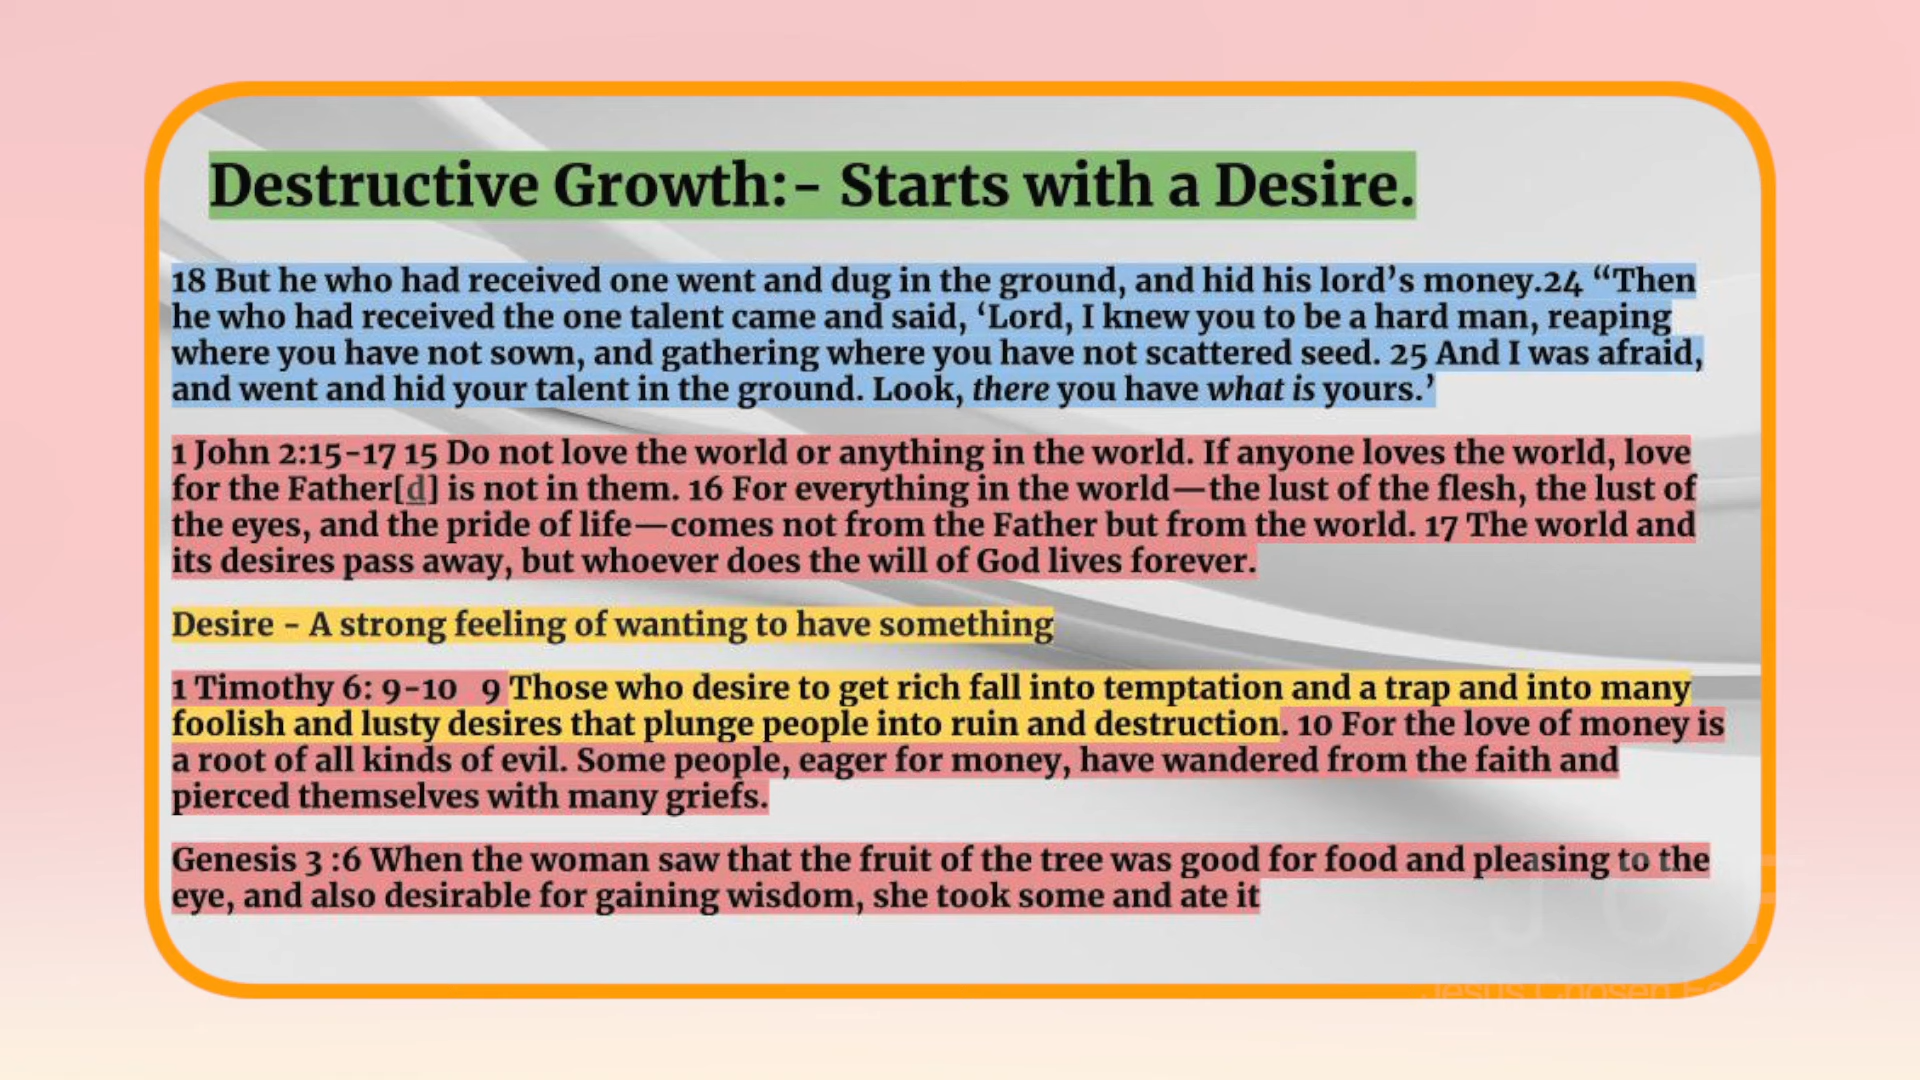 Destructive Growth:- Starts with a Desire.
18 But he who had received one went and dug in the ground, and hid his lord’s money.24 “Then
he who had received the one talent came and said, ‘Lord, I knew you to be a hard man, reaping
where you have not sown, and gathering where you have not scattered seed. 25 And I was afraid,
and went and hid your talent in the ground. Look, there you have what is yours.’
1 John 2:15-17 15 Do not love the world or anything in the world. If anyone loves the world, love
for the Father[d] is not in them. 16 For everything in the world—the lust of the flesh, the lust of
the eyes, and the pride of life—comes not from the Father but from the world. 17 The world and
its desires pass away, but whoever does the will of God lives forever.
Desire - A strong feeling of wanting to have something
1 Timothy 6: 9-10 9 Those who desire to get rich fall into temptation and a trap and into many
foolish and lusty desires that plunge people into ruin and destruction. 10 For the love of money is
a root of all kinds of evil. Some people, eager for money, have wandered from the faith and
pierced themselves with many griefs.
Genesis 3 :6 When the woman saw that the fruit of the tree was good for food and pleasing to the
eye, and also desirable for gaining wisdom, she took some and ate it
Jesus Chosen